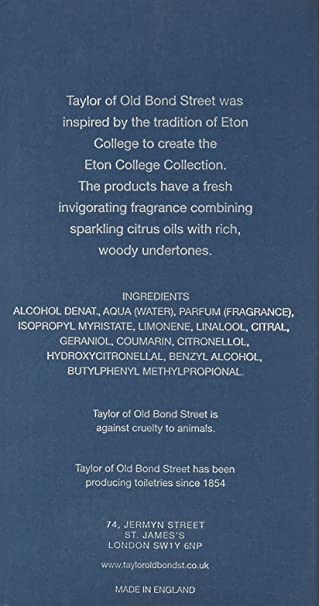 Taylor of Old Bond Street was
inspired by the tradition of Eton
College to create the
Eton College Collection.
The products have a fresh
invigorating fragrance combining
sparkling citrus oils with rich,
woody undertones.
INGREDIENTS
ALCOHOL DENAT., AQUA (WATER), PARFUM (FRAGRANCE),
ISOPROPYL MYRISTATE, LIMONENE, LINALOOL, CITRAL,
GERANIOL, COUMARIN, CITRONELLOL,
HYDROXYCITRONELLAL, BENZYL ALCOHOL,
BUTYLPHENYL METHYLPROPIONAL.
Taylor of Old Bond Street is
against cruelty to animals.
Taylor of Old Bond Street has been
producing toiletries since 1854
74, JERMYN STREET
ST. JAMES'S
LONDON SW1Y 6NP
www.tayloroldbondst.co.uk
MADE IN ENGLAND